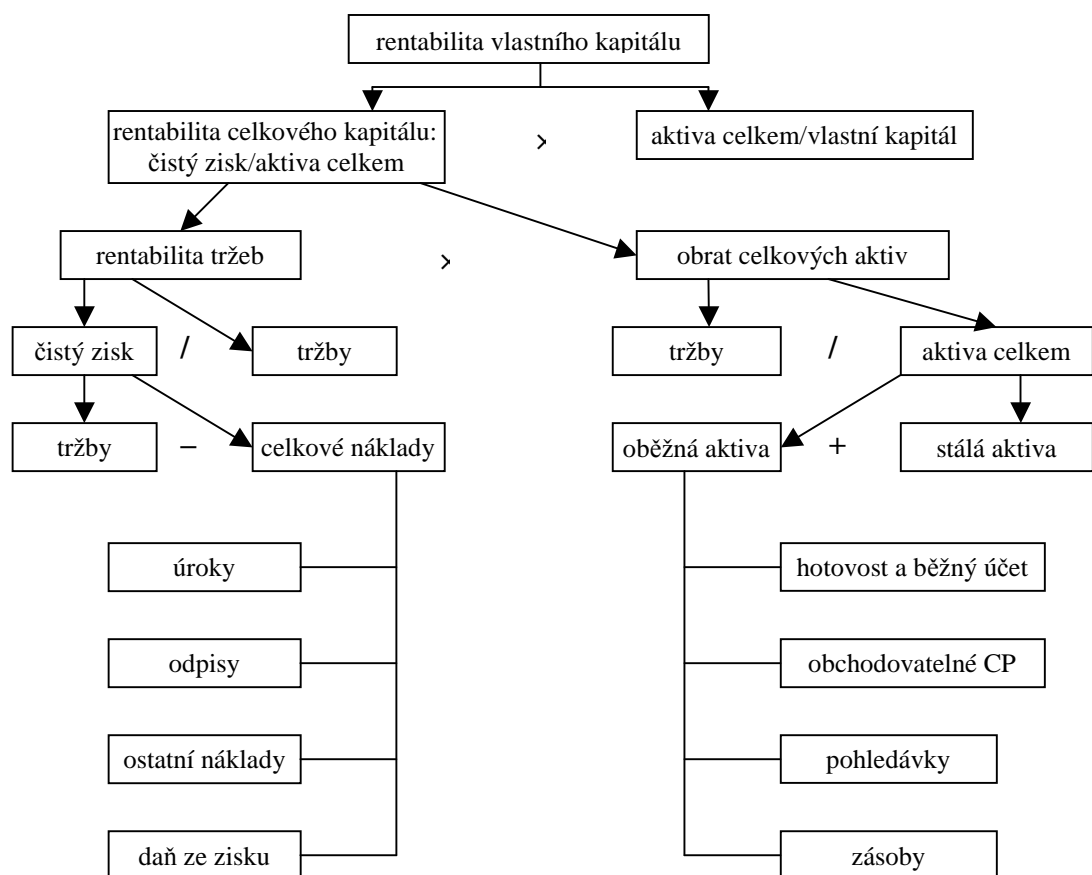 rentabilita vlastního kapitálu
rentabilita celkového kapitálu:
čistý zisk/aktiva celkem
×
aktiva celkem/vlastní kapitál
rentabilita tržeb
×
obrat celkových aktiv
čistý zisk
/
tržby
tržby
/
aktiva celkem
tržby
–
celkové náklady
oběžná aktiva
+
stálá aktiva
úroky
hotovost a běžný účet
odpisy
obchodovatelné CP
ostatní náklady
pohledávky
daň ze zisku
zásoby